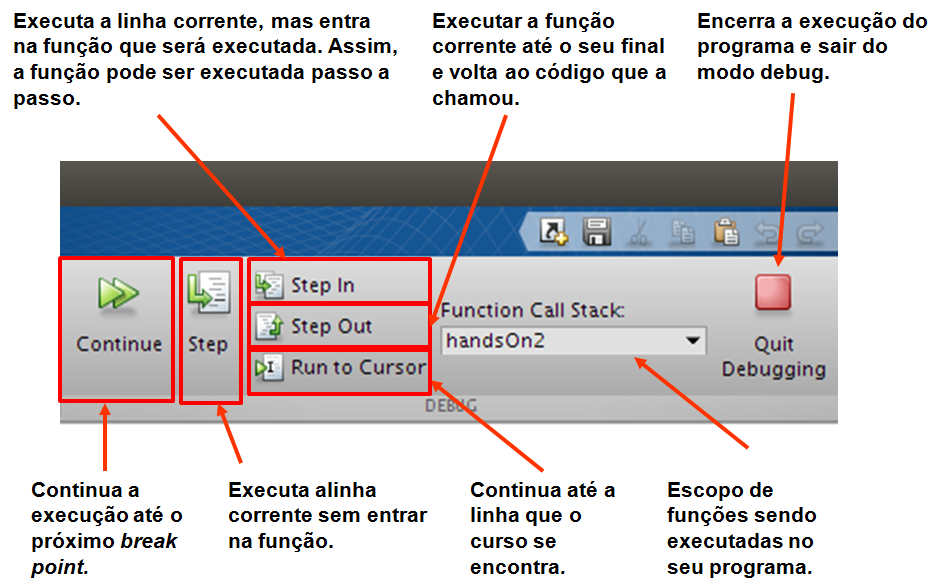 Executa a linha corrente, mas entra
na função que será executada. Assim,
a função pode ser executada passo a
passo.
Executar a função
corrente até o seu final
e volta ao código que a
chamou.
Encerra a execução do
programa e sair do
modo debug.
Continue
Step
Step In
Step Out
Run to Cursor
Function Call Stack:
handsOn2
Quit
Debugging
DEBUG
Continua a
execução até o
próximo break
point.
Executa alinha
corrente sem entrar
na função.
Continua até a
linha que o
curso se
encontra.
Escopo de
funções sendo
executadas no
seu programa.